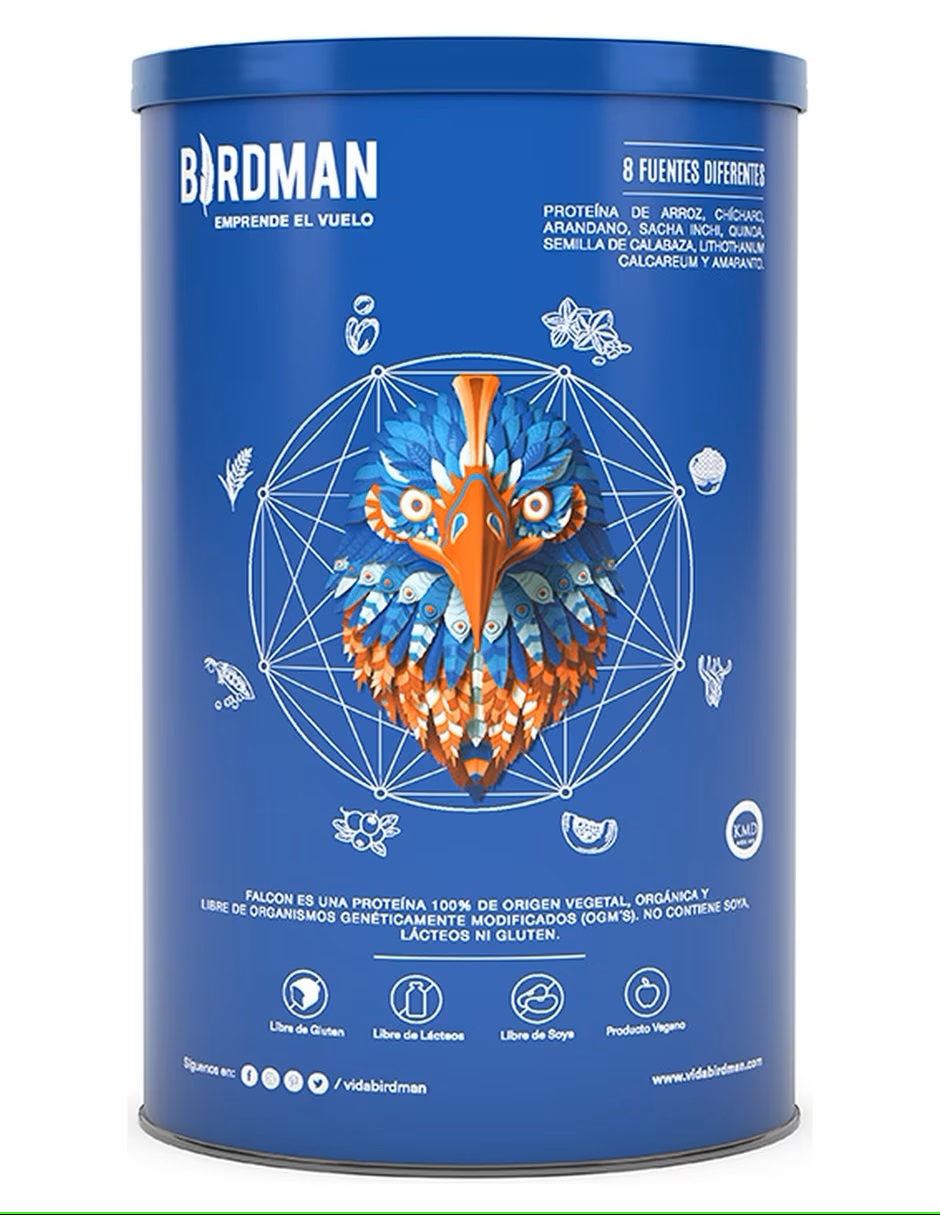 BIRDMAN
EMPRENDE EL VUELO
8 FUENTES DIFERENTES
PROTEÍNA DE ARROZ, CHÍCHARO,
ARANDANO, SACHA INCHI, QUINOA,
SEMILLA DE CALABAZA, LITHOTHANIUM
CALCAREUM Y AMARANTO.
K.M.D
FALCON ES UNA PROTEÍNA 100% DE ORIGEN VEGETAL, ORGÁNICA Y
LIBRE DE ORGANISMOS GENÉTICAMENTE MODIFICADOS (OGM'S). NO CONTIENE SOYA,
LÁCTEOS NI GLUTEN.
Libre de Gluten
Libre de Lácteos
Libre de Soya
Producto Vegano
Síguenos en: /vidabirdman
www.vidabirdman.com